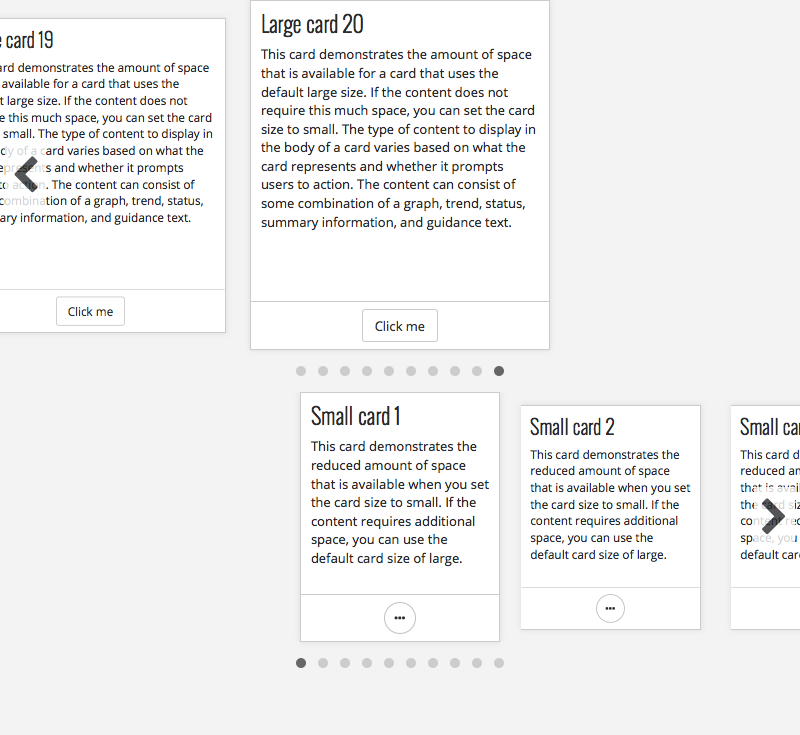 card 19
demonstrates the amount of space
available for a card that uses the
large size. If the content does not
this much space, you can set the card
small. The type of content to display in
of a card varies based on what the
and whether it prompts
action. The content can consist of
combination of a graph, trend, status,
information, and guidance text.
Click me
Large card 20
This card demonstrates the amount of space
that is available for a card that uses the
default large size. If the content does not
require this much space, you can set the card
size to small. The type of content to display in
the body of a card varies based on what the
card represents and whether it prompts
users to action. The content can consist of
some combination of a graph, trend, status,
summary information, and guidance text.
Click me
Small card 1
This card demonstrates the
reduced amount of space
that is available when you set
the card size to small. If the
content requires additional
space, you can use the
default card size of large.
Small card 2
This card demonstrates the
reduced amount of space
that is available when you set
the card size to small. If the
content requires additional
space, you can use the
default card size of large.
Small
This card
reduced
that is
the card
space, you
default